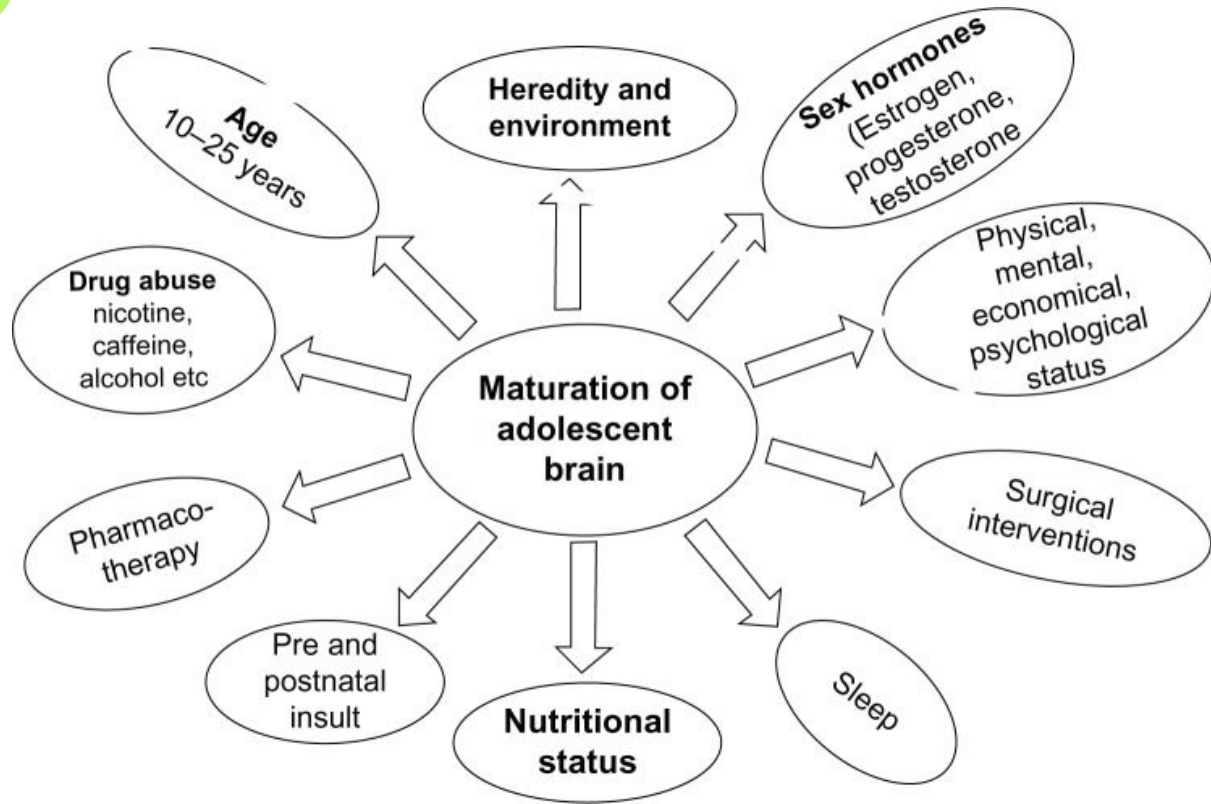 Age
10–25 years
Heredity and
environment
Sex hormones
(Estrogen,
progesterone,
testosterone
Drug abuse
nicotine,
caffeine,
alcohol etc
Physical,
mental,
economical,
psychological
status
Maturation of
adolescent
brain
Pharmaco-
therapy
Surgical
interventions
Pre and
postnatal
insult
Nutritional
status
Sleep